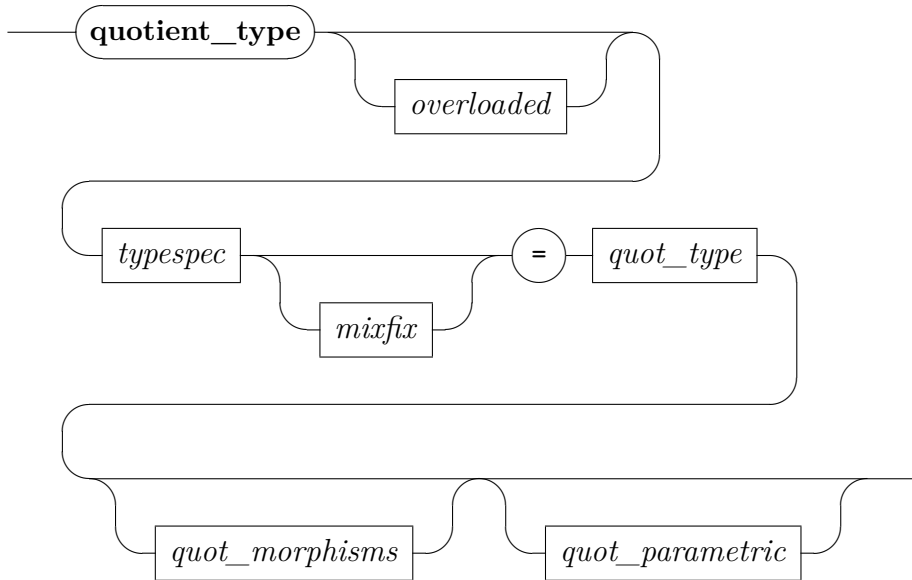 quotient_type
overloaded
typespec = quot_type
mixfix
quot_morphisms quot_parametric